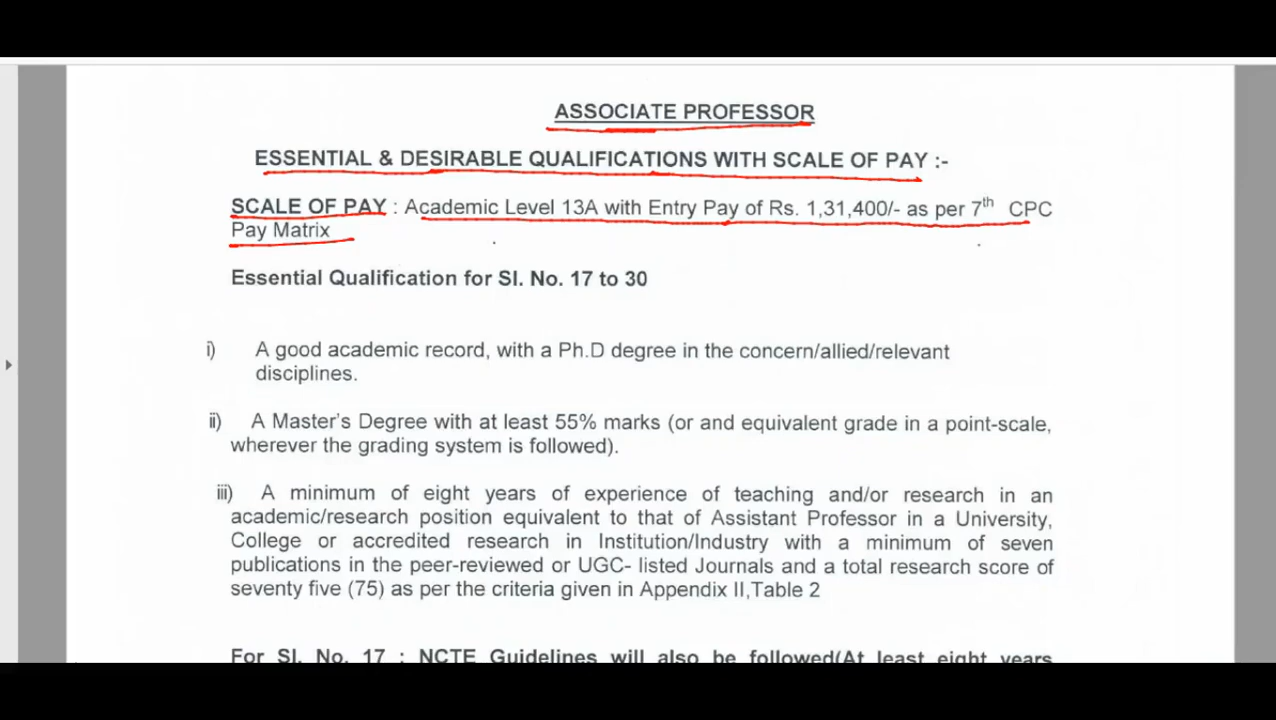 ASSOCIATE PROFESSOR
ESSENTIAL & DESIRABLE QUALIFICATIONS WITH SCALE OF PAY :-
SCALE OF PAY : Academic Level 13A with Entry Pay of Rs. 1,31,400/- as per 7th CPC
Pay Matrix
Essential Qualification for SI. No. 17 to 30
i) A good academic record, with a Ph.D degree in the concern/allied/relevant
disciplines.
ii) A Master's Degree with at least 55% marks (or and equivalent grade in a point-scale,
wherever the grading system is followed).
iii) A minimum of eight years of experience of teaching and/or research in an
academic/research position equivalent to that of Assistant Professor in a University,
College or accredited research in Institution/Industry with a minimum of seven
publications in the peer-reviewed or UGC- listed Journals and a total research score of
seventy five (75) as per the criteria given in Appendix II,Table 2
For SI. No. 17 : NCTE Guidelines will also be followed(At least eight years